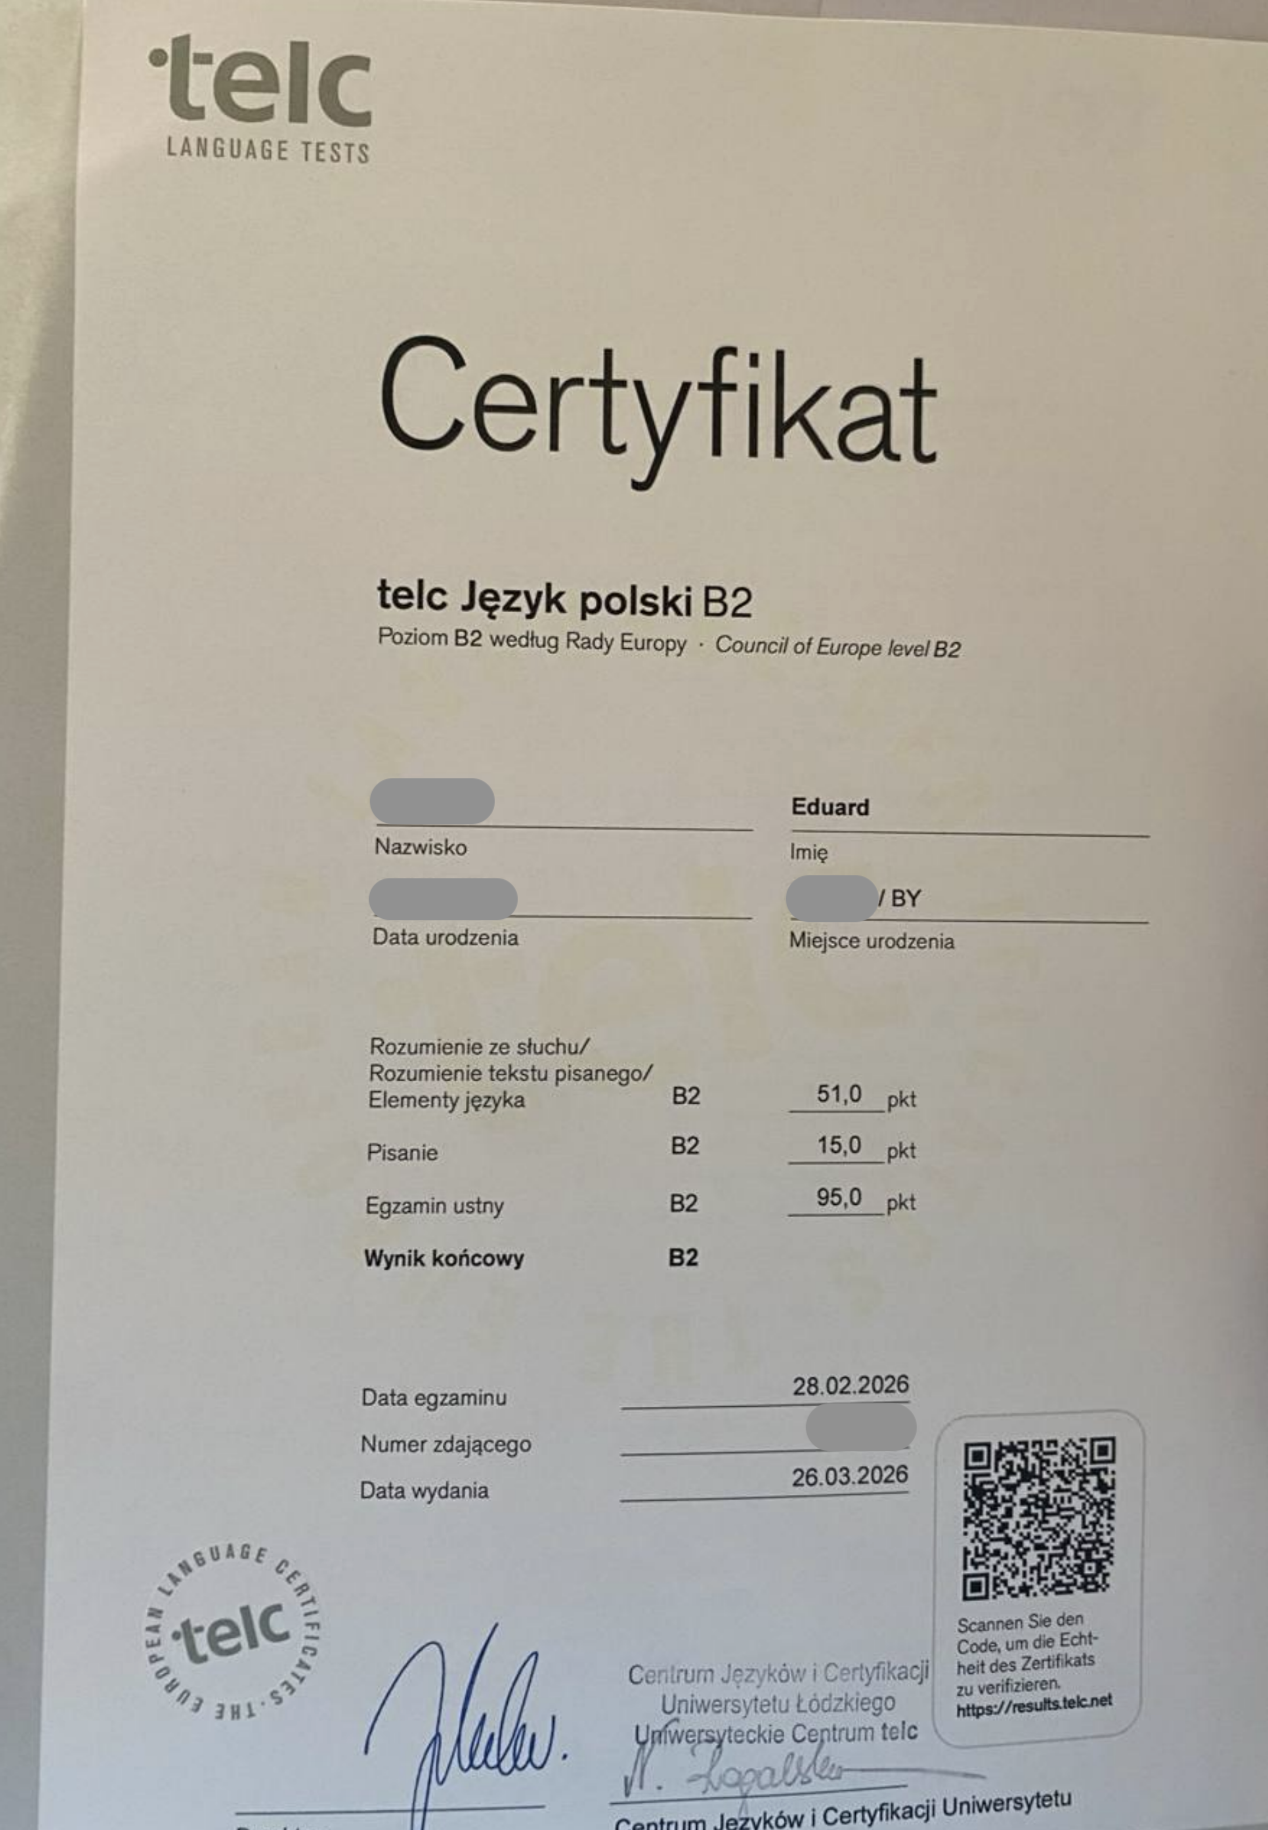 telc
LANGUAGE TESTS
Certyfikat
telc Język polski B2
Poziom B2 według Rady Europy · Council of Europe level B2
Eduard
Nazwisko
Imię
/ BY
Data urodzenia
Miejsce urodzenia
Rozumienie ze słuchu/
Rozumienie tekstu pisanego/
Elementy języka B2 51,0 pkt
Pisanie B2 15,0 pkt
Egzamin ustny B2 95,0 pkt
Wynik końcowy B2
Data egzaminu 28.02.2026
Numer zdającego
Data wydania 26.03.2026
THE EUROPEAN LANGUAGE CERTIFICATES
telc
Scannen Sie den
Code, um die Echt-
heit des Zertifikats
zu verifizieren.
https://results.telc.net
Centrum Języków i Certyfikacji
Uniwersytetu Łódzkiego
Uniwersyteckie Centrum telc
Centrum Języków i Certyfikacji Uniwersytetu